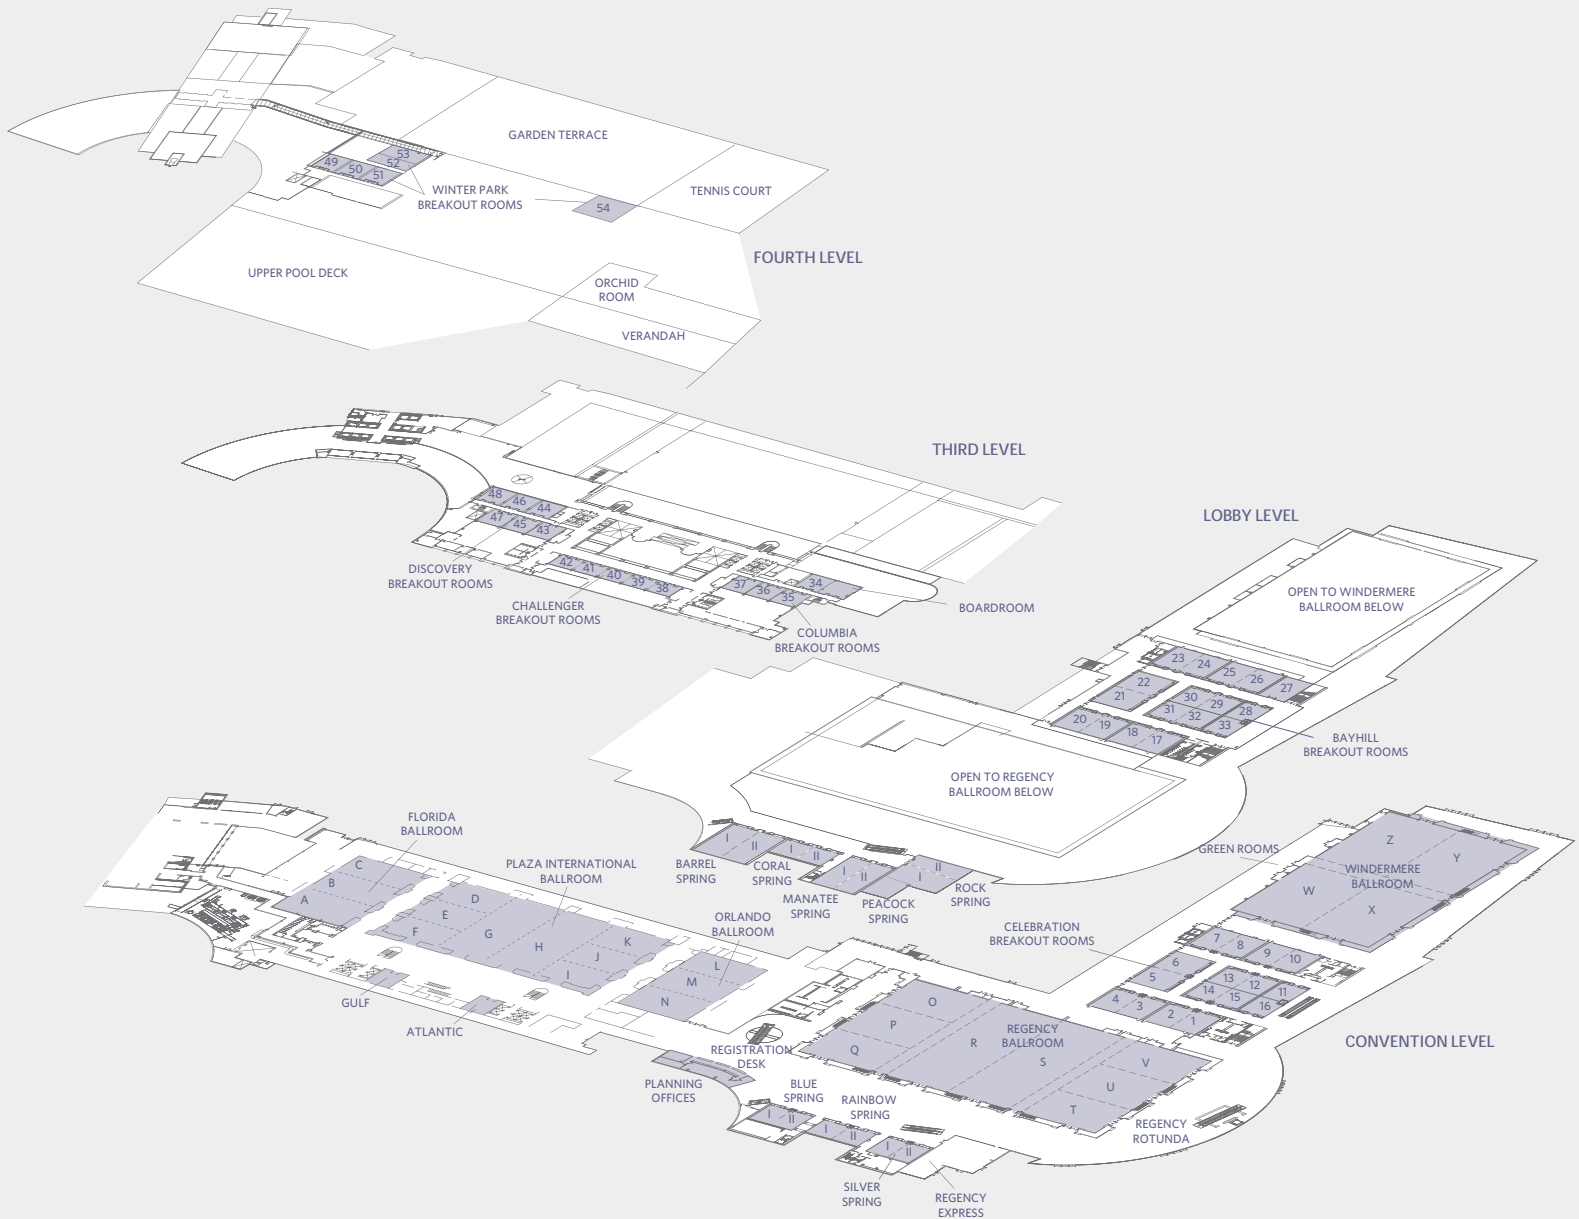 GARDEN TERRACE
53
49
50
52
51
WINTER PARK
BREAKOUT ROOMS
TENNIS COURT
54
FOURTH LEVEL
UPPER POOL DECK
ORCHID
ROOM
VERANDAH
THIRD LEVEL
48
46
44
47
45
43
DISCOVERY
BREAKOUT ROOMS
42
41
40
39
38
37
36
35
34
CHALLENGER
BREAKOUT ROOMS
BOARDROOM
COLUMBIA
BREAKOUT ROOMS
LOBBY LEVEL
OPEN TO WINDERMERE
BALLROOM BELOW
23
24
25
26
27
22
21
30
29
28
31
32
33
20
19
18
17
BAYHILL
BREAKOUT ROOMS
OPEN TO REGENCY
BALLROOM BELOW
I
II
I
II
I
II
II
I
BARREL
SPRING
CORAL
SPRING
MANATEE
SPRING
PEACOCK
SPRING
ROCK
SPRING
FLORIDA
BALLROOM
C
B
A
PLAZA INTERNATIONAL
BALLROOM
D
E
F
G
H
K
J
I
ORLANDO
BALLROOM
L
M
N
GULF
ATLANTIC
GREEN ROOMS
Z
Y
WINDERMERE
BALLROOM
W
X
CELEBRATION
BREAKOUT ROOMS
7
8
9
10
6
5
13
12
11
14
15
16
4
3
2
1
CONVENTION LEVEL
O
P
Q
R
REGENCY
BALLROOM
S
V
U
T
REGISTRATION
DESK
PLANNING
OFFICES
BLUE
SPRING
I
II
RAINBOW
SPRING
I
II
I
II
REGENCY
ROTUNDA
SILVER
SPRING
REGENCY
EXPRESS